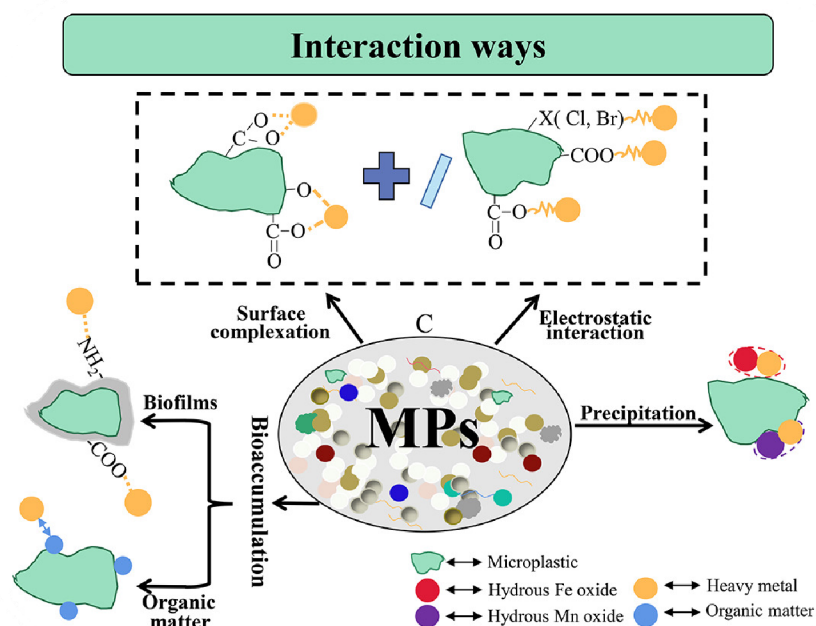 Interaction ways
O
C
O
O
C
O
O
X( Cl, Br)
COO
C
O
O
Surface
complexation
Electrostatic
interaction
C
MPs
NH2
Biofilms
COO
Bioaccumulation
Precipitation
Organic
matter
Microplastic
Hydrous Fe oxide
Heavy metal
Hydrous Mn oxide
Organic matter